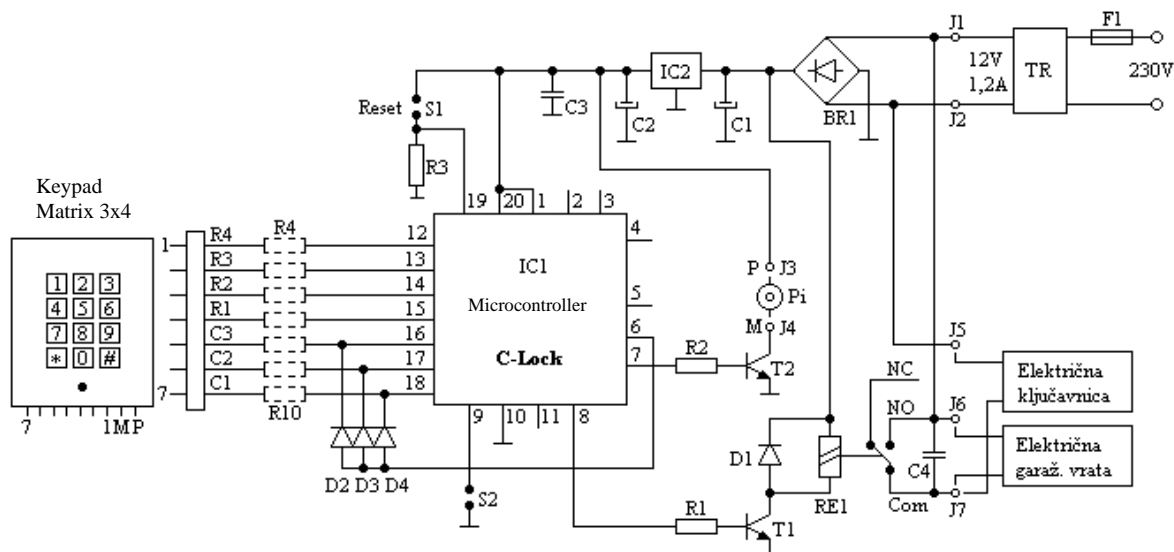 J1
F1
12V
1,2A
TR
230V
J2
IC2
BR1
C3
C2
C1
Reset
S1
R3
Keypad
Matrix 3x4
1 2 3
4 5 6
7 8 9
* 0 #
7 1MP
1
7
R4
R3
R2
R1
C3
C2
C1
R4
R10
19 20 1 2 3
12
13
14
15
16
17
18
4
5
6
7
9 10 11 8
IC1
Microcontroller
C-Lock
D2 D3 D4
S2
P J3
Pi
M J4
R2
T2
D1
R1
T1
RE1
NC
NO
Com
C4
J5
J6
J7
Električna
ključavnica
Električna
garaž. vrata